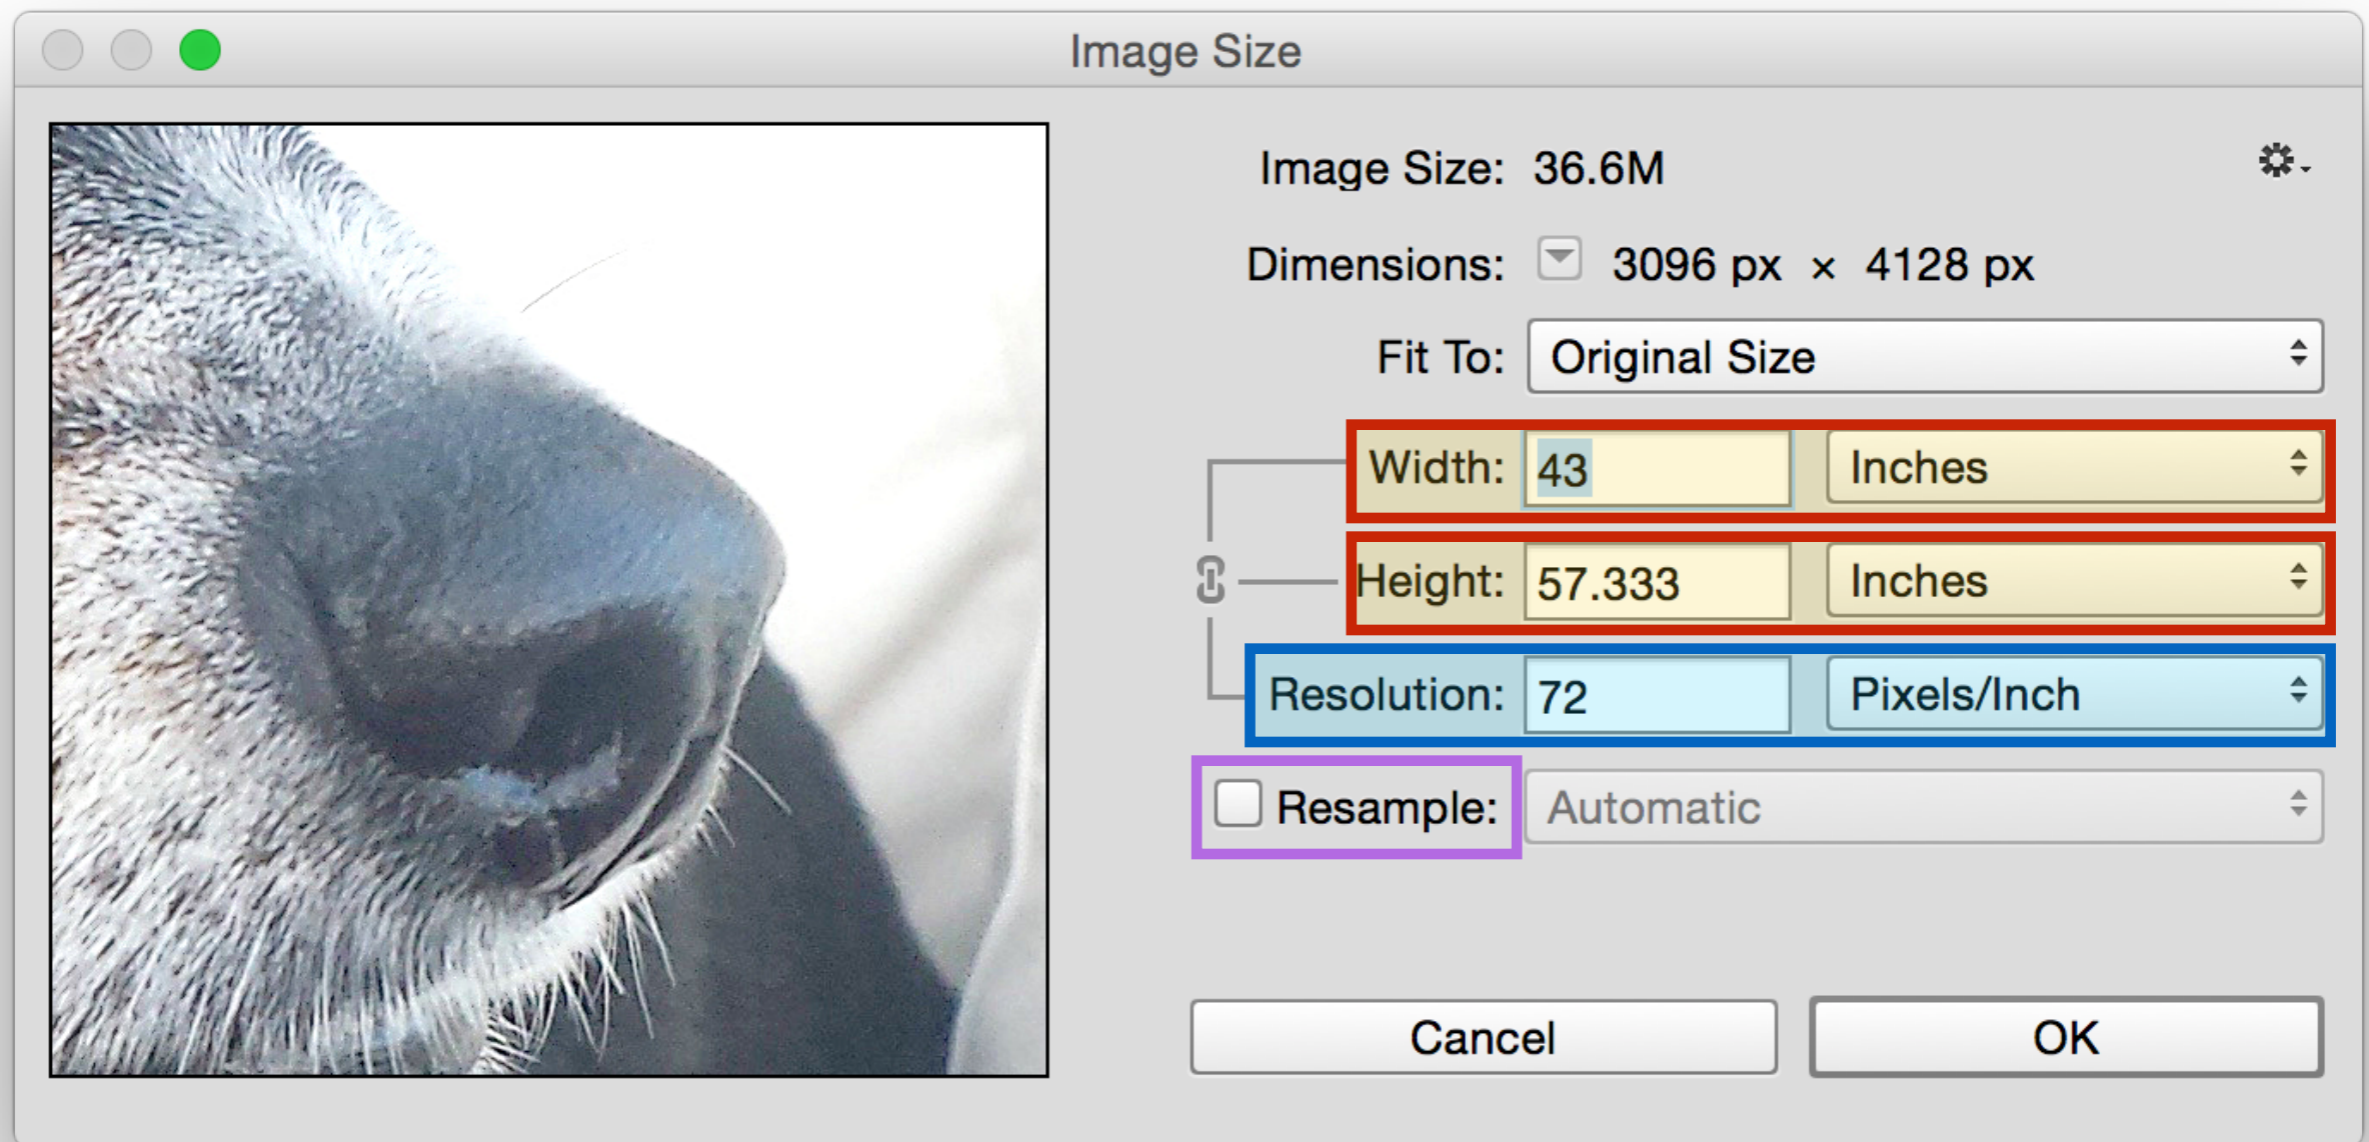 Image Size
Image Size: 36.6M
Dimensions: 3096 px × 4128 px
Fit To: Original Size
Width: 43 Inches
Height: 57.333 Inches
Resolution: 72 Pixels/Inch
Resample: Automatic
Cancel OK